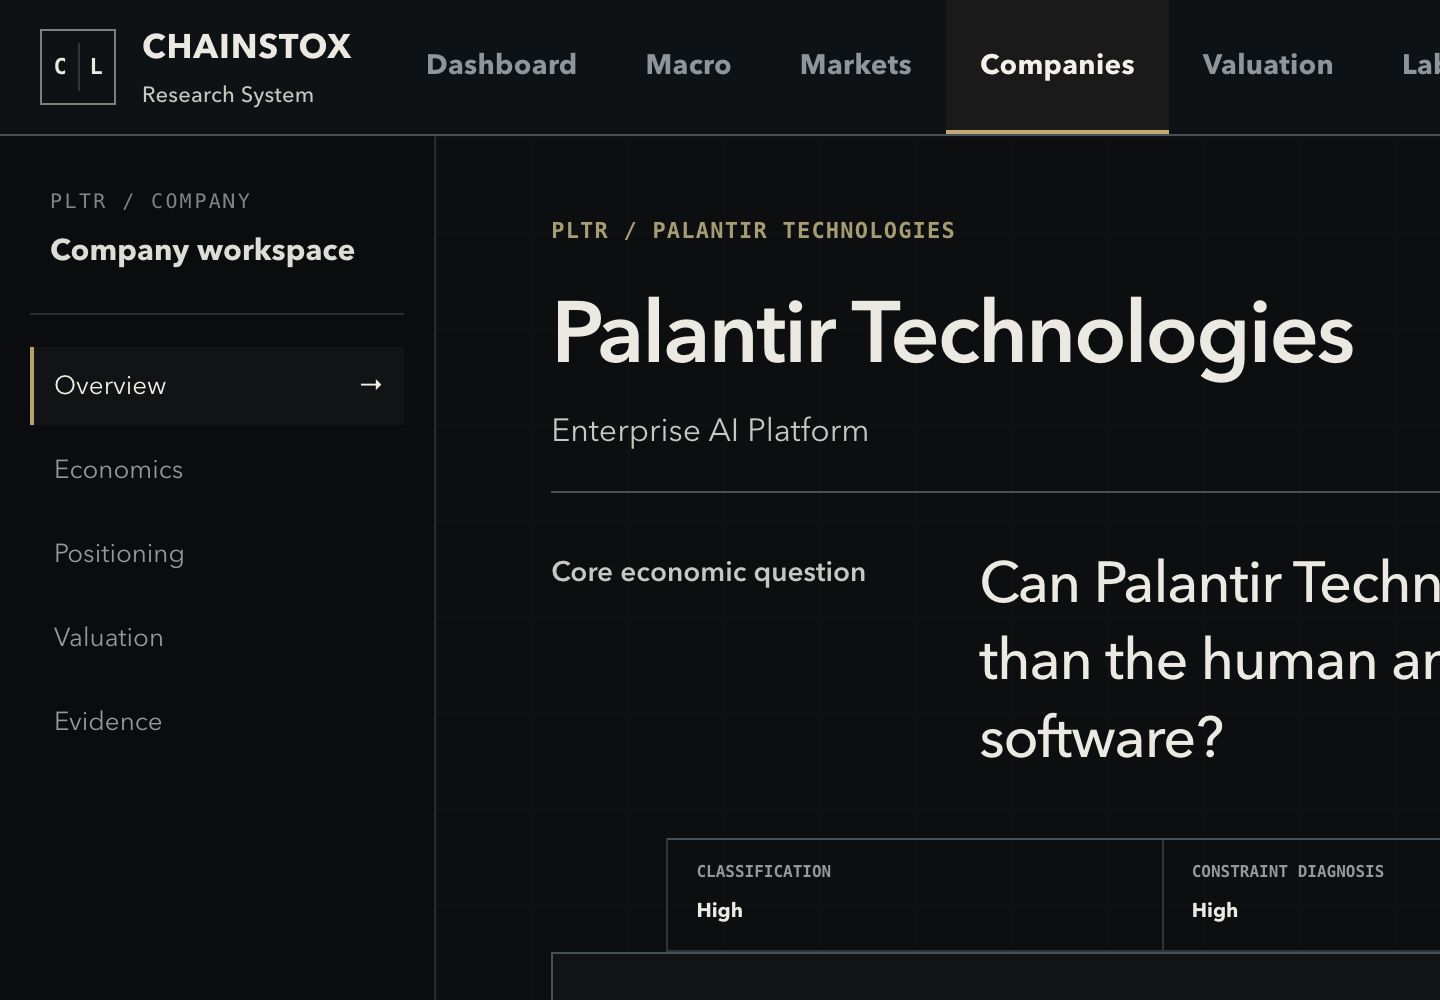 C L
CHAINSTOX
Research System
Dashboard Macro Markets Companies Valuation
PLTR / COMPANY
Company workspace
Overview →
Economics
Positioning
Valuation
Evidence
PLTR / PALANTIR TECHNOLOGIES
Palantir Technologies
Enterprise AI Platform
Core economic question
Can Palantir
than the human
software?
CLASSIFICATION
High
CONSTRAINT DIAGNOSIS
High